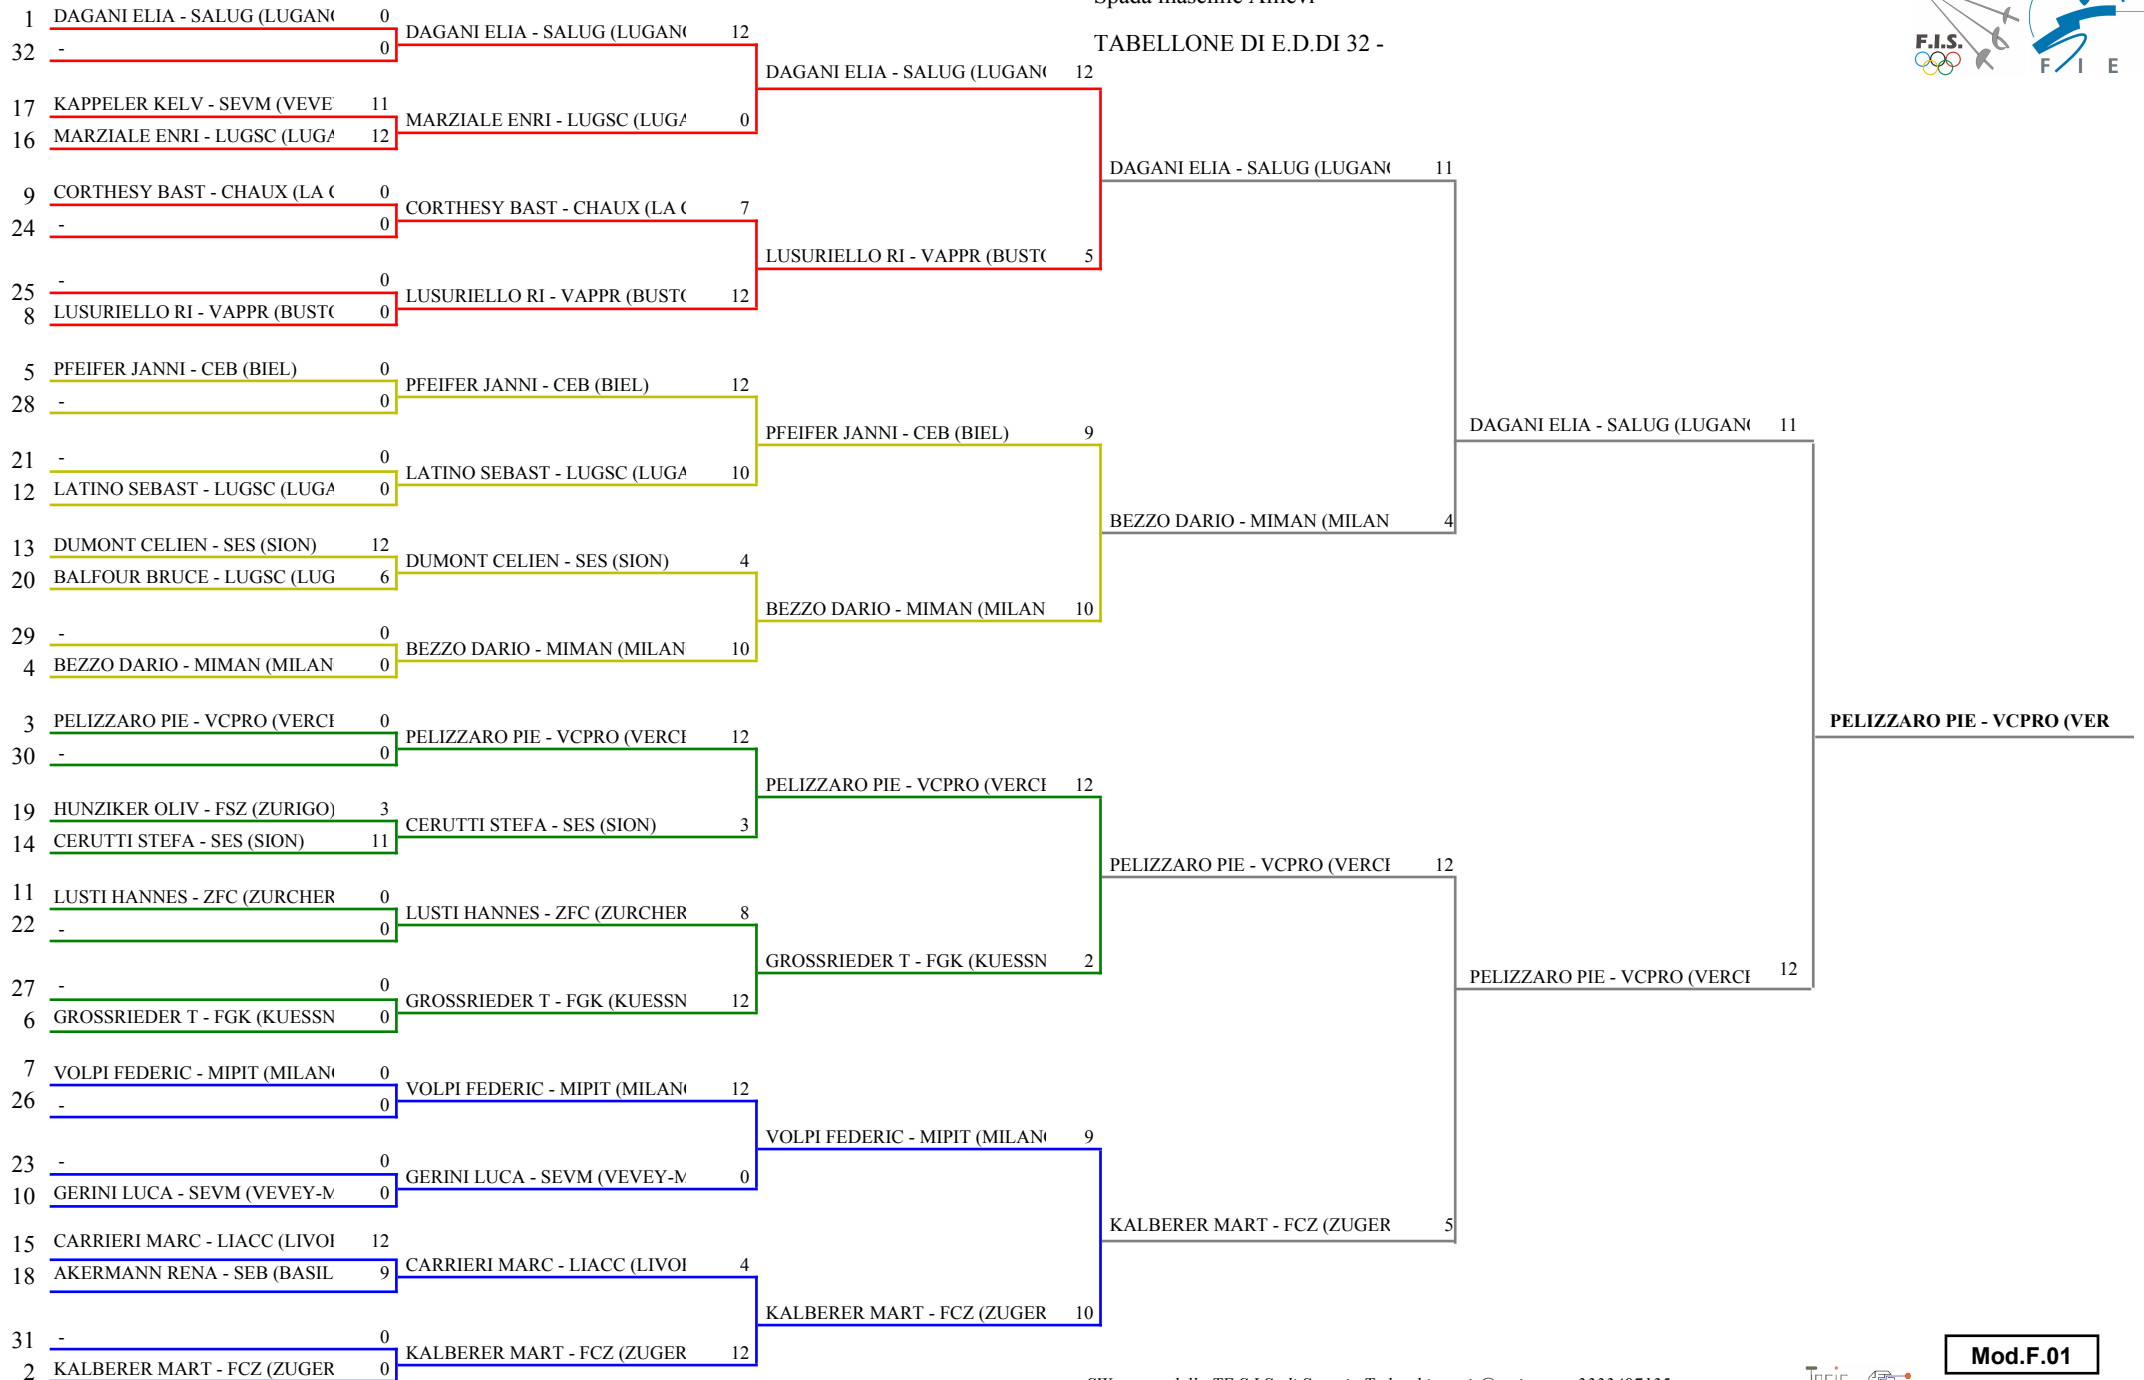 Spada maschile Allievi
TABELLONE DI E.D.DI 32 -
F.I.S.
F I E
1 DAGANI ELIA - SALUG (LUGAN( 0
32 - 0
DAGANI ELIA - SALUG (LUGAN( 12
17 KAPPELER KELV - SEVM (VEVE 11
16 MARZIALE ENRI - LUGSC (LUGA 12
MARZIALE ENRI - LUGSC (LUGA 0
DAGANI ELIA - SALUG (LUGAN( 12
9 CORTHESY BAST - CHAUX (LA ( 0
24 - 0
CORTHESY BAST - CHAUX (LA ( 7
25 - 0
8 LUSURIELLO RI - VAPPR (BUST( 0
LUSURIELLO RI - VAPPR (BUST( 12
LUSURIELLO RI - VAPPR (BUST( 5
DAGANI ELIA - SALUG (LUGAN( 11
5 PFEIFER JANNI - CEB (BIEL) 0
28 - 0
PFEIFER JANNI - CEB (BIEL) 12
21 - 0
12 LATINO SEBAST - LUGSC (LUGA 0
LATINO SEBAST - LUGSC (LUGA 10
PFEIFER JANNI - CEB (BIEL) 9
13 DUMONT CELIEN - SES (SION) 12
20 BALFOUR BRUCE - LUGSC (LUG 6
DUMONT CELIEN - SES (SION) 4
29 - 0
4 BEZZO DARIO - MIMAN (MILAN 0
BEZZO DARIO - MIMAN (MILAN 10
BEZZO DARIO - MIMAN (MILAN 10
BEZZO DARIO - MIMAN (MILAN 4
DAGANI ELIA - SALUG (LUGAN( 11
3 PELIZZARO PIE - VCPRO (VERCE 0
30 - 0
PELIZZARO PIE - VCPRO (VERCE 12
19 HUNZIKER OLIV - FSZ (ZURIGO) 3
14 CERUTTI STEFA - SES (SION) 11
CERUTTI STEFA - SES (SION) 3
PELIZZARO PIE - VCPRO (VERCE 12
11 LUSTI HANNES - ZFC (ZURCHER 0
22 - 0
LUSTI HANNES - ZFC (ZURCHER 8
27 - 0
6 GROSSRIEDER T - FGK (KUESSN 0
GROSSRIEDER T - FGK (KUESSN 12
GROSSRIEDER T - FGK (KUESSN 2
PELIZZARO PIE - VCPRO (VERCE 12
7 VOLPI FEDERIC - MIPIT (MILAN( 0
26 - 0
VOLPI FEDERIC - MIPIT (MILAN( 12
23 - 0
10 GERINI LUCA - SEVM (VEVEY-M 0
GERINI LUCA - SEVM (VEVEY-M 0
VOLPI FEDERIC - MIPIT (MILAN( 9
15 CARRIERI MARC - LIACC (LIVOI 12
18 AKERMANN RENA - SEB (BASIL 9
CARRIERI MARC - LIACC (LIVOI 4
31 - 0
2 KALBERER MART - FCZ (ZUGER 0
KALBERER MART - FCZ (ZUGER 12
KALBERER MART - FCZ (ZUGER 10
KALBERER MART - FCZ (ZUGER 5
PELIZZARO PIE - VCPRO (VERCE 12
PELIZZARO PIE - VCPRO (VER
Mod.F.01